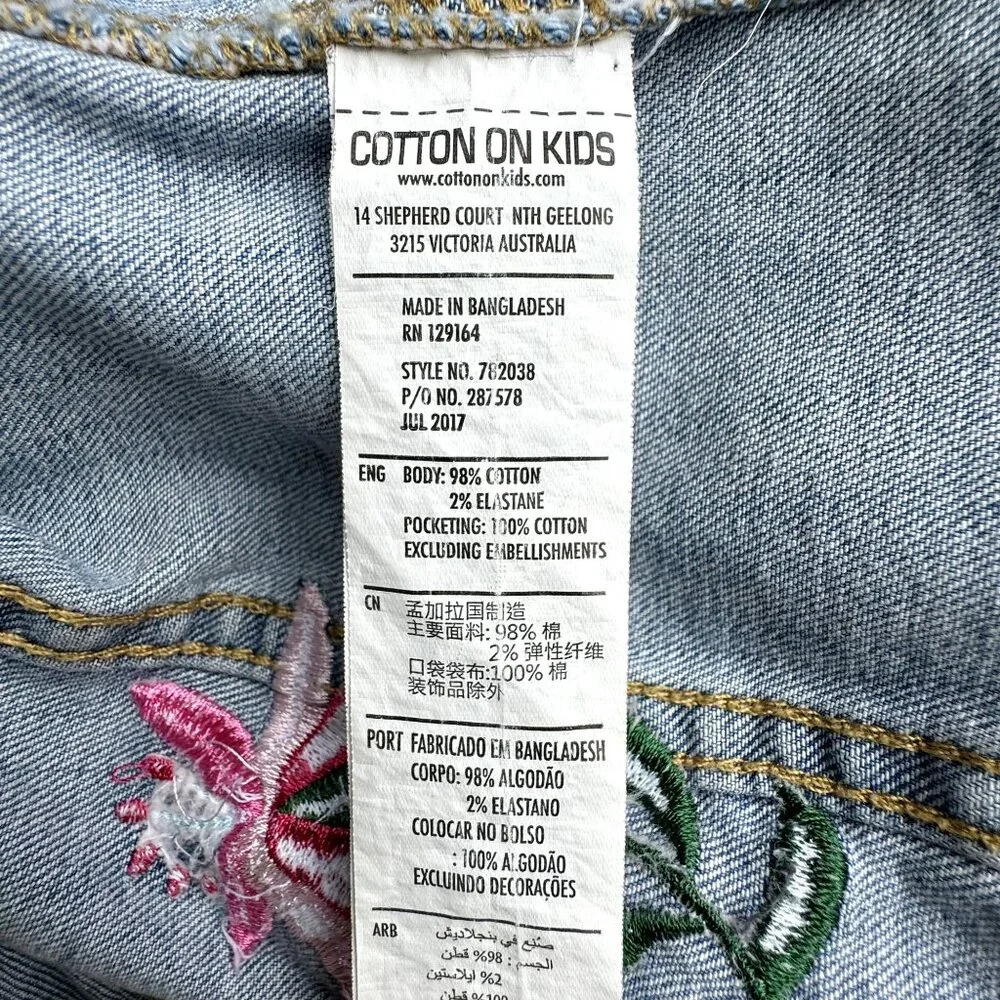 COTTON ON KIDS
www.cottononkids.com
14 SHEPHERD COURT NTH GEELONG
3215 VICTORIA AUSTRALIA
MADE IN BANGLADESH
RN 129164
STYLE NO. 782038
P/O NO. 287578
JUL 2017
ENG BODY: 98% COTTON
2% ELASTANE
POCKETING: 100% COTTON
EXCLUDING EMBELLISHMENTS
CN 孟加拉国制造
主要面料: 98% 棉
2% 弹性纤维
口袋袋布:100% 棉
装饰品除外
PORT FABRICADO EM BANGLADESH
CORPO: 98% ALGODÃO
2% ELASTANO
COLOCAR NO BOLSO
: 100% ALGODÃO
EXCLUINDO DECORAÇÕES
ARB صنع في بنجلاديش
الجسم : 98% قطن
2% ايلاستين
100% قطن